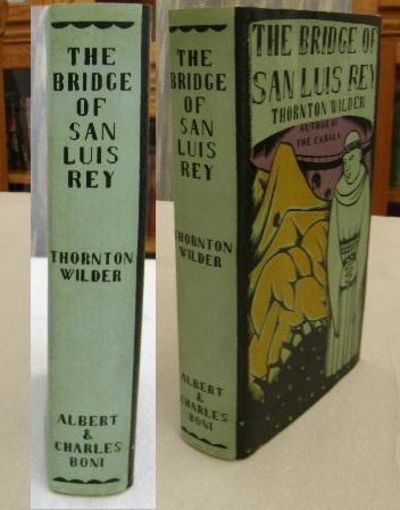 THE
BRIDGE
OF
SAN
LUIS
REY
THORNTON
WILDER
ALBERT
&
CHARLES
BONI
THE
BRIDGE
OF
SAN
LUIS
REY
THORNTON
WILDER
ALBERT
&
CHARLES
BONI
THE BRIDGE OF
SAN LUIS REY
THORNTON WILDER
AUTHOR OF
THE CABALA